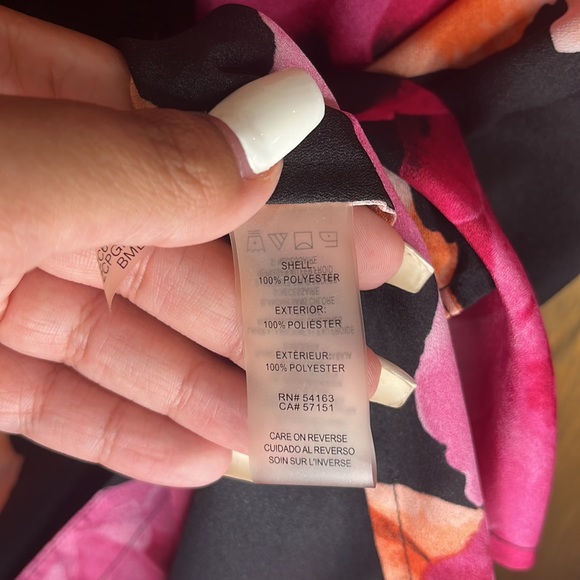 SHELL:
100% POLYESTER
EXTERIOR:
100% POLIÉSTER
EXTÉRIEUR:
100% POLYESTER
RN# 54163
CA# 57151
CARE ON REVERSE
CUIDADO AL REVERSO
SOIN SUR L'INVERSE